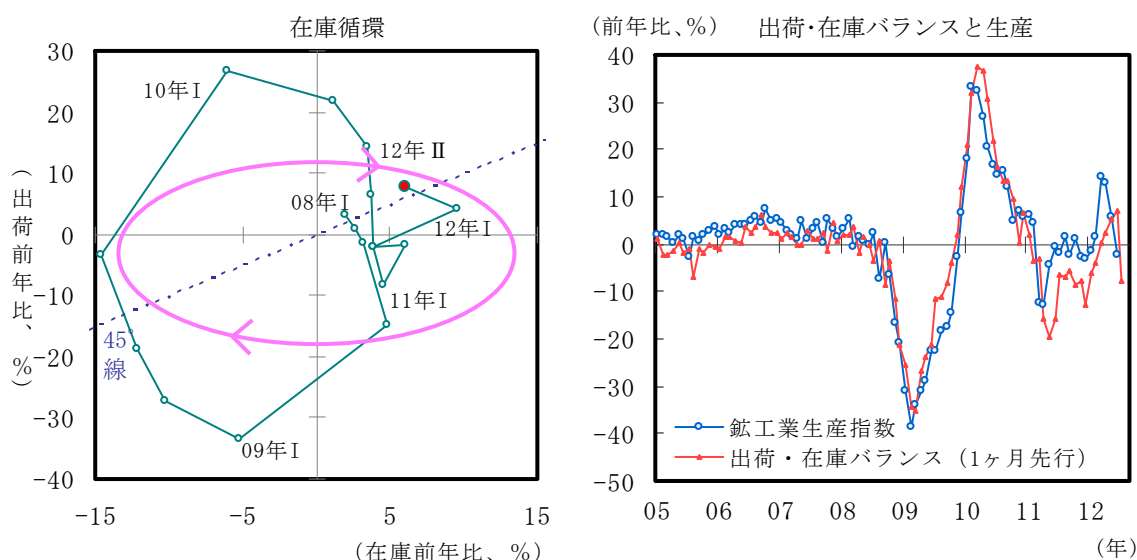 在庫循環
30
20
10
0
−10
−20
−30
−40
−15
−5
5
15
（出荷前年比、%）
（在庫前年比、%）
10年Ⅰ
12年Ⅱ
08年Ⅰ
12年Ⅰ
11年Ⅰ
09年Ⅰ
45°
線
(前年比、%)
出荷・在庫バランスと生産
40
30
20
10
0
−10
−20
−30
−40
−50
鉱工業生産指数
出荷・在庫バランス（1ヶ月先行）
05
06
07
08
09
10
11
12
(年)